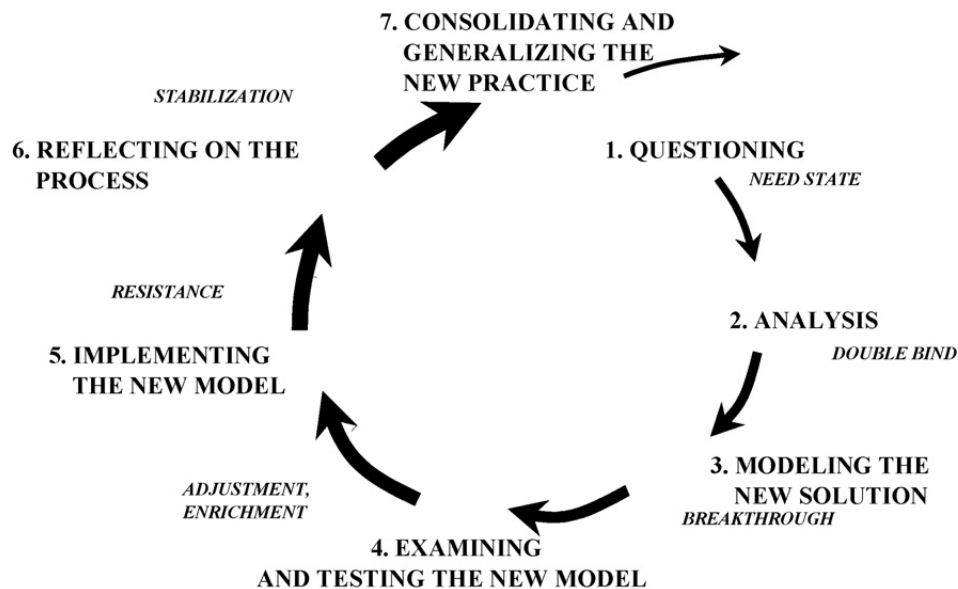 7. CONSOLIDATING AND
GENERALIZING THE
NEW PRACTICE
STABILIZATION
6. REFLECTING ON THE
PROCESS
1. QUESTIONING
NEED STATE
RESISTANCE
2. ANALYSIS
DOUBLE BIND
5. IMPLEMENTING
THE NEW MODEL
3. MODELING THE
NEW SOLUTION
BREAKTHROUGH
ADJUSTMENT,
ENRICHMENT
4. EXAMINING
AND TESTING THE NEW MODEL